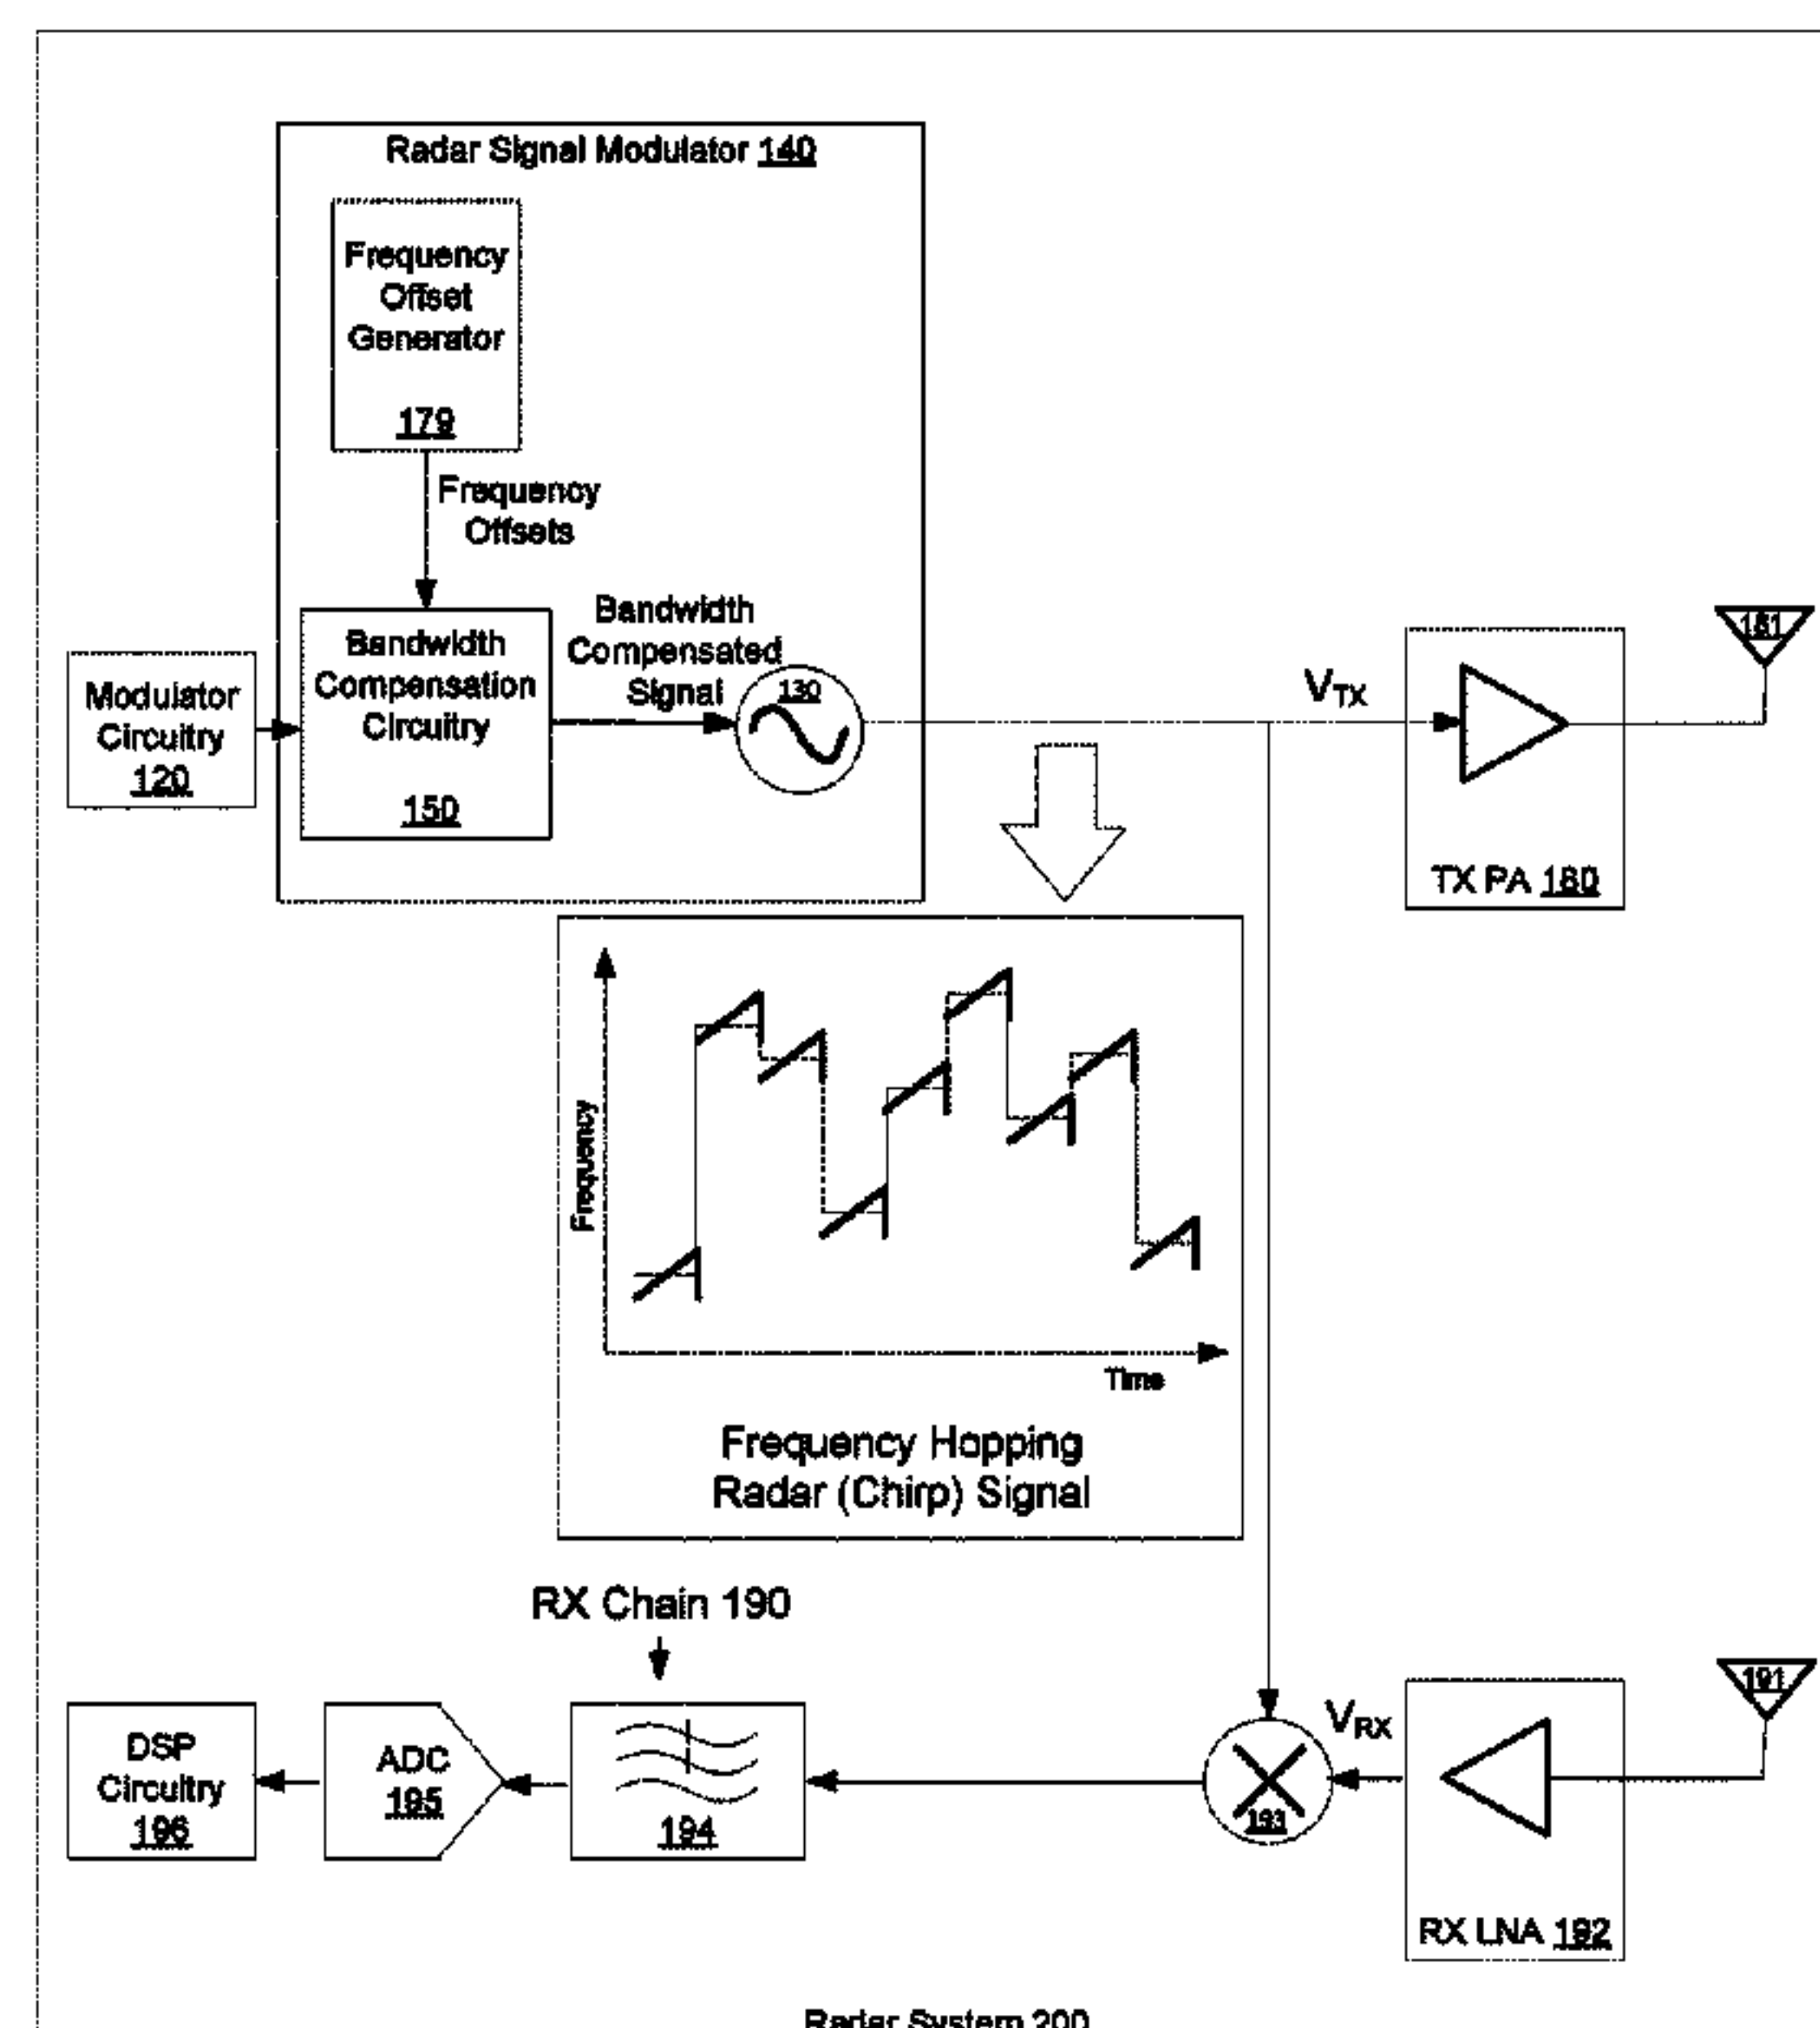 Radar Signal Modulator 140
Frequency
Offset
Generator
179
Frequency
Offsets
Bandwidth
Compensation
Circuitry
150
Bandwidth
Compensated
Signal
130
Modulator
Circuitry
120
VTX
181
TX PA 180
Frequency
Time
Frequency Hopping
Radar (Chirp) Signal
RX Chain 190
DSP
Circuitry
196
ADC
195
194
193
VRX
191
RX LNA 192
Radar System 200